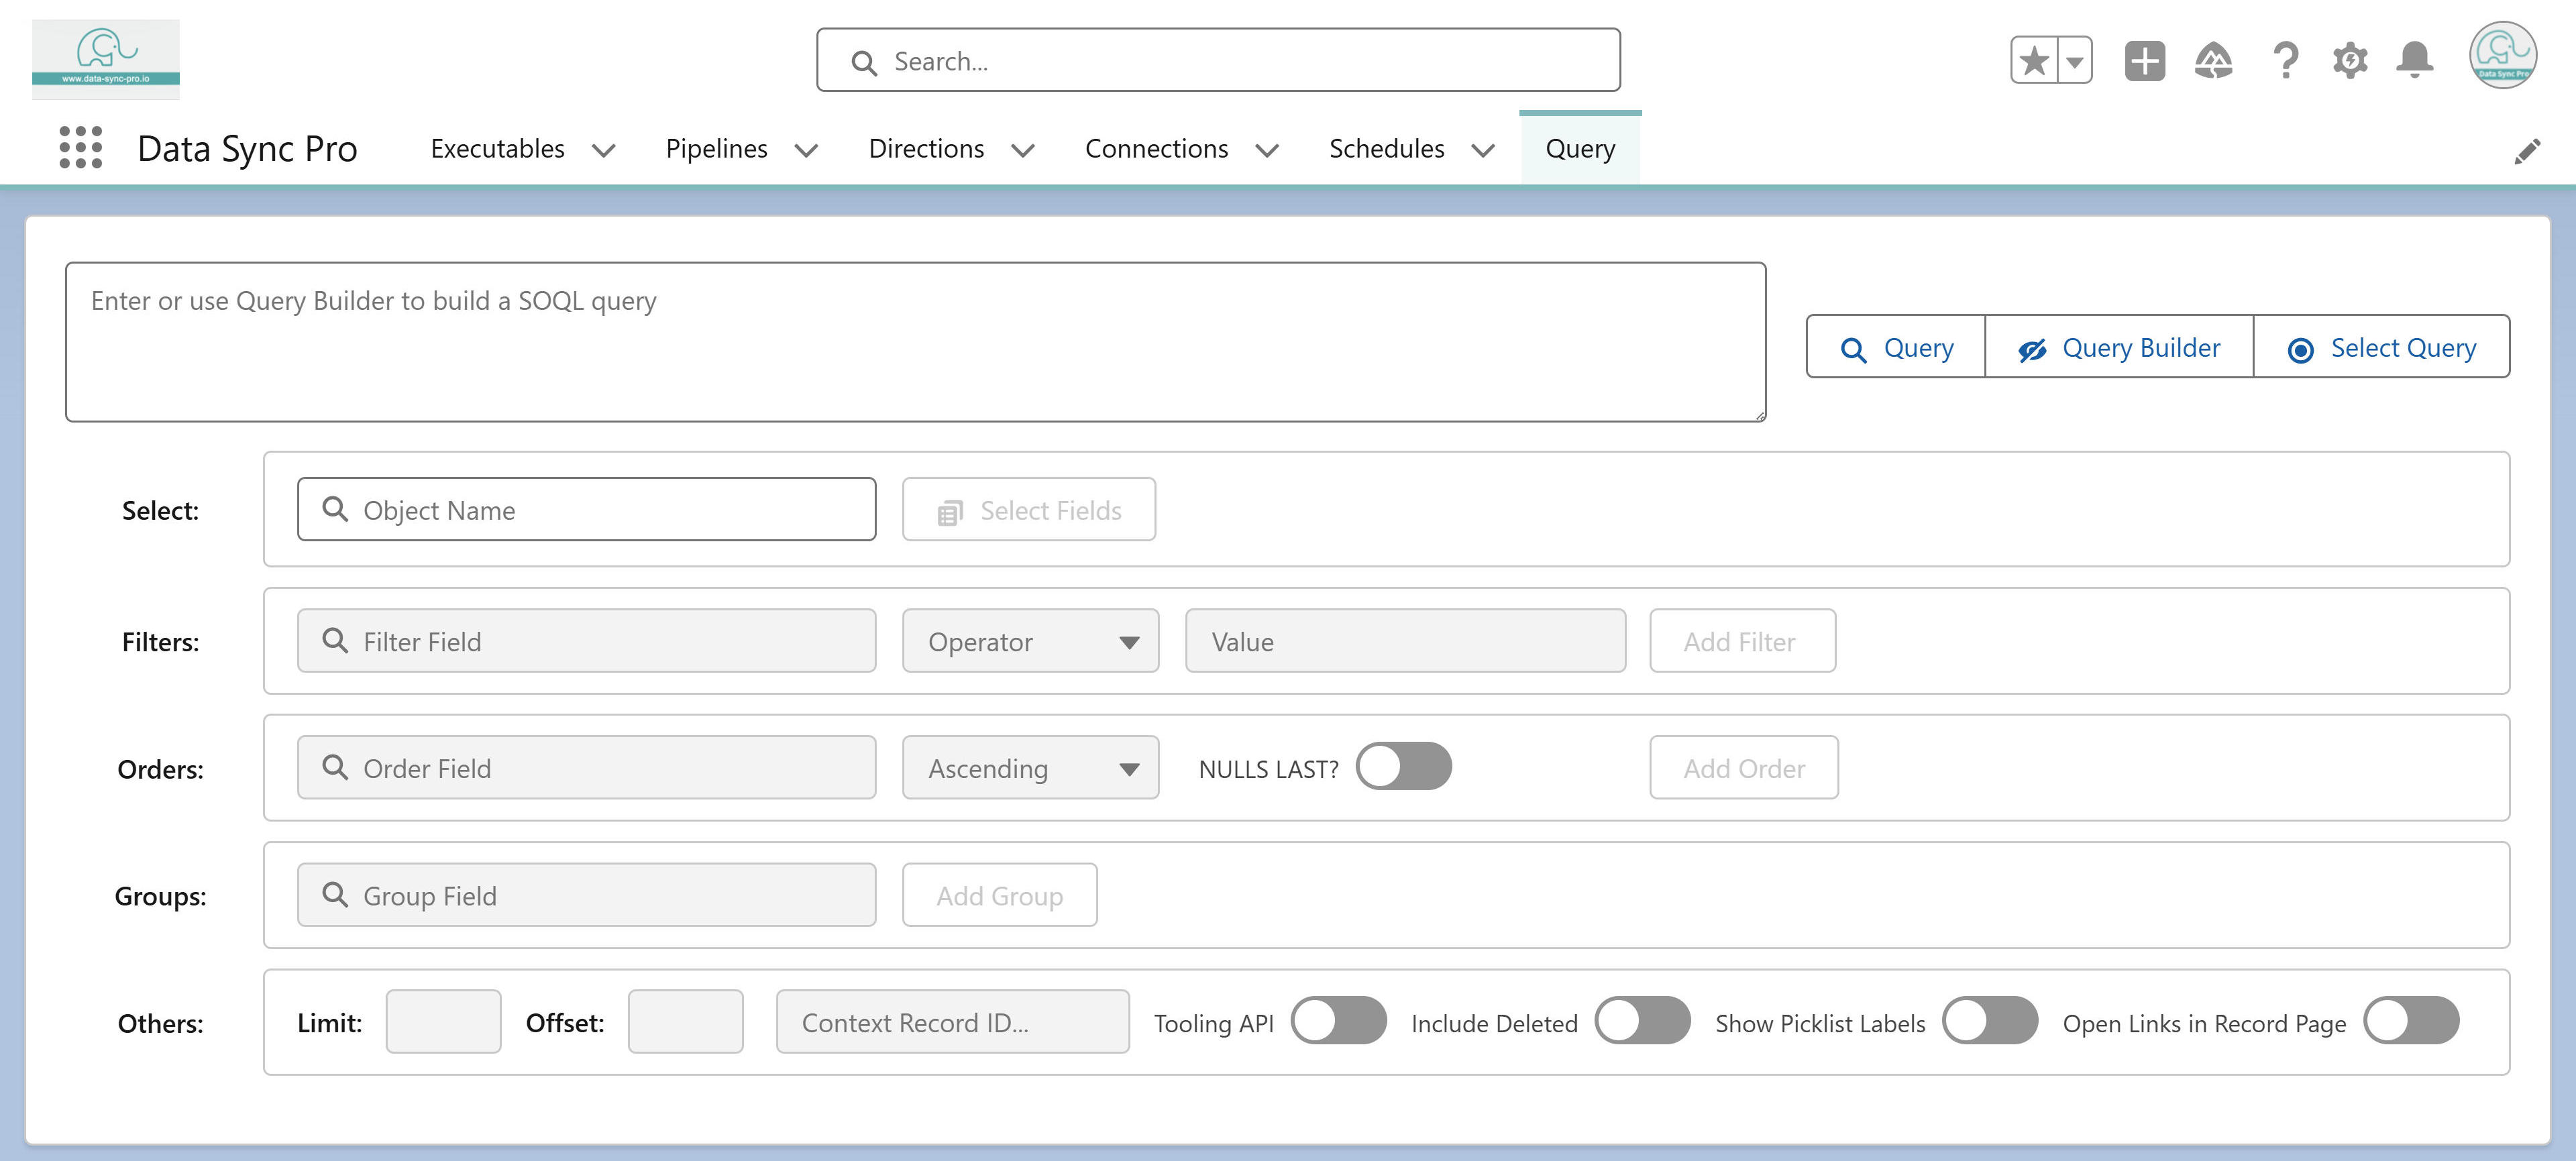 www.data-sync-pro.io
Search...
Data Sync Pro
Data Sync Pro
Executables
Pipelines
Directions
Connections
Schedules
Query
Enter or use Query Builder to build a SOQL query
Query
Query Builder
Select Query
Select:
Object Name
Select Fields
Filters:
Filter Field
Operator
Value
Add Filter
Orders:
Order Field
Ascending
NULLS LAST?
Add Order
Groups:
Group Field
Add Group
Others:
Limit:
Offset:
Context Record ID...
Tooling API
Include Deleted
Show Picklist Labels
Open Links in Record Page